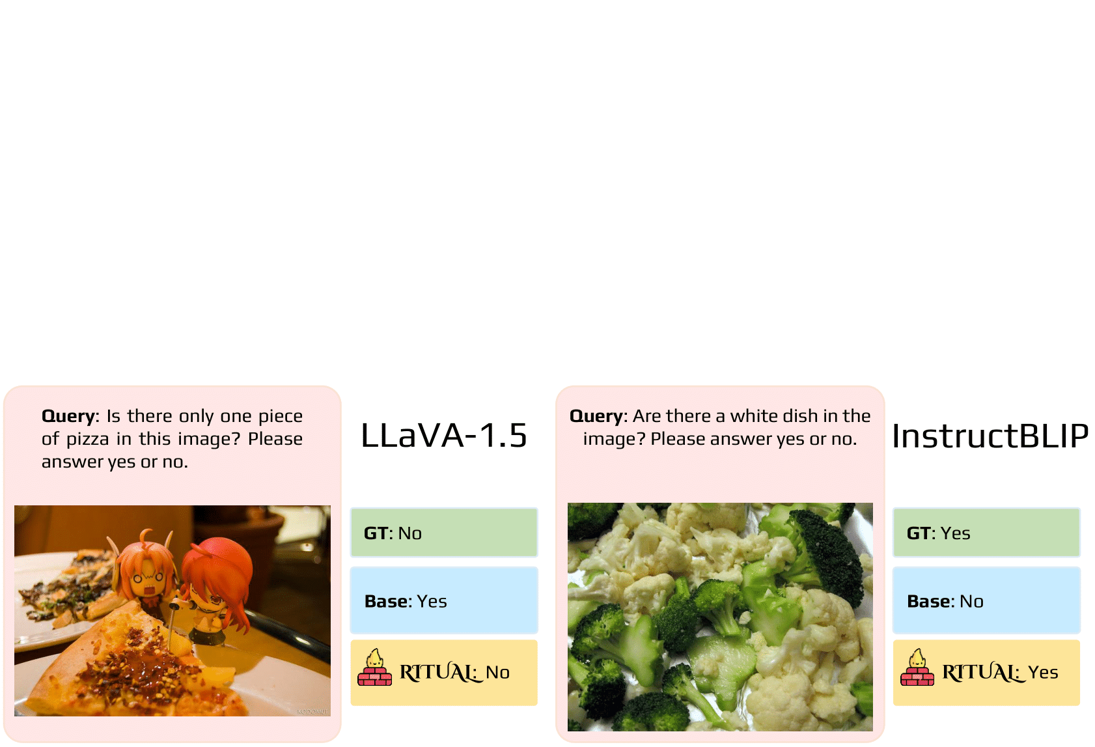 Query: Is there only one piece
of pizza in this image? Please
answer yes or no.
LLaVA-1.5
GT: No
Base: Yes
RITUAL: No
Query: Are there a white dish in the
image? Please answer yes or no.
InstructBLIP
GT: Yes
Base: No
RITUAL: Yes